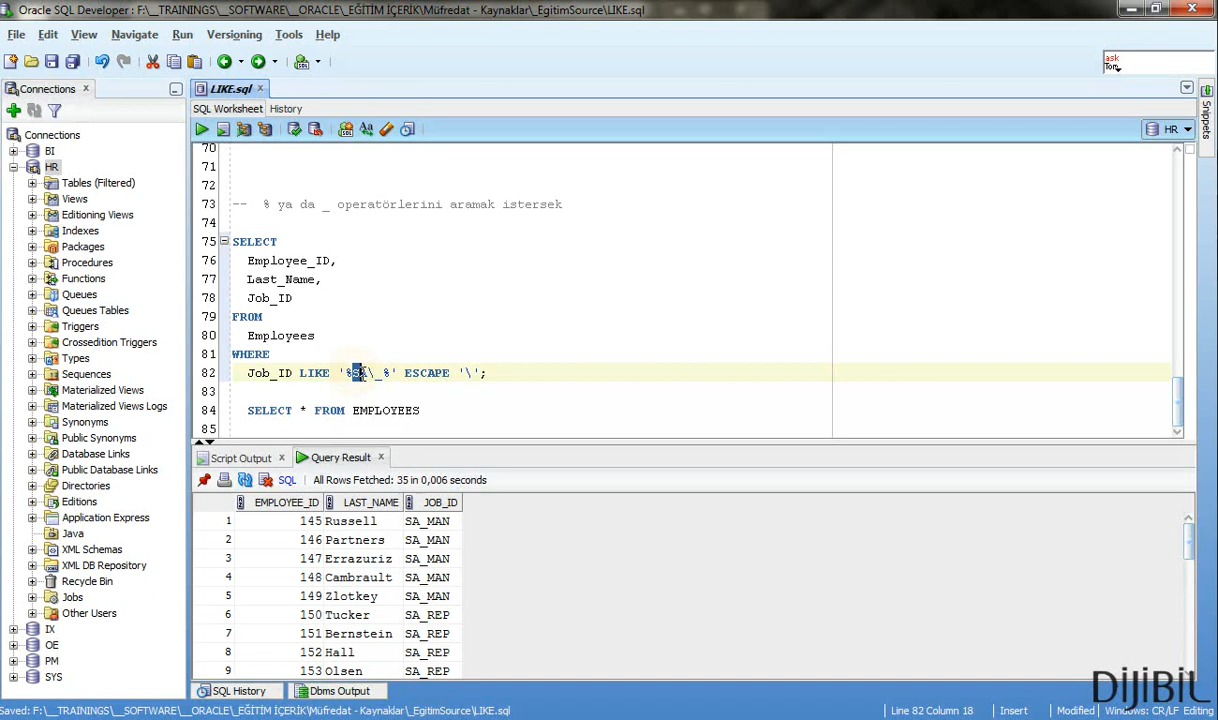 Oracle SQL Developer : F:\__TRAININGS\__SOFTWARE\__ORACLE\_EĞİTİM İÇERİK\Müfredat - Kaynaklar\_EgitimSource\LIKE.sql
File Edit View Navigate Run Versioning Tools Help
ask
Tom
Connections
LIKE.sql
SQL Worksheet History
HR
Snippets
Connections
BI
HR
Tables (Filtered)
Views
Editioning Views
Indexes
Packages
Procedures
Functions
Queues
Queues Tables
Triggers
Crossedition Triggers
Types
Sequences
Materialized Views
Materialized Views Logs
Synonyms
Public Synonyms
Database Links
Public Database Links
Directories
Editions
Application Express
Java
XML Schemas
XML DB Repository
Recycle Bin
Jobs
Other Users
IX
OE
PM
SYS
70
71
72
73 -- % ya da _ operatörlerini aramak istersek
74
75 SELECT
76 Employee_ID,
77 Last_Name,
78 Job_ID
79 FROM
80 Employees
81 WHERE
82 Job_ID LIKE '%SA\_%' ESCAPE '\';
83
84 SELECT * FROM EMPLOYEES
85
Script Output Query Result
SQL All Rows Fetched: 35 in 0,006 seconds
EMPLOYEE_ID LAST_NAME JOB_ID
1 145 Russell SA_MAN
2 146 Partners SA_MAN
3 147 Errazuriz SA_MAN
4 148 Cambrault SA_MAN
5 149 Zlotkey SA_MAN
6 150 Tucker SA_REP
7 151 Bernstein SA_REP
8 152 Hall SA_REP
9 153 Olsen SA_REP
SQL History Dbms Output
DijiBiL
Saved: F:\__TRAININGS\__SOFTWARE\__ORACLE\_EĞİTİM İÇERİK\Müfredat - Kaynaklar\_EgitimSource\LIKE.sql
Line 82 Column 18 Insert Modified Windows: CR/LF Editing